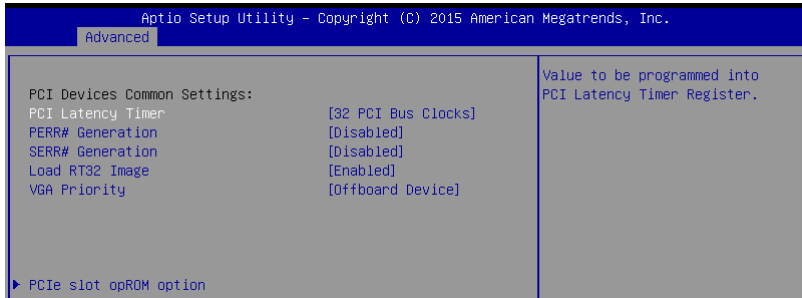 Aptio Setup Utility – Copyright (C) 2015 American Megatrends, Inc.
Advanced
PCI Devices Common Settings:
PCI Latency Timer [32 PCI Bus Clocks]
PERR# Generation [Disabled]
SERR# Generation [Disabled]
Load RT32 Image [Enabled]
VGA Priority [Offboard Device]
PCIe slot opROM option
Value to be programmed into
PCI Latency Timer Register.